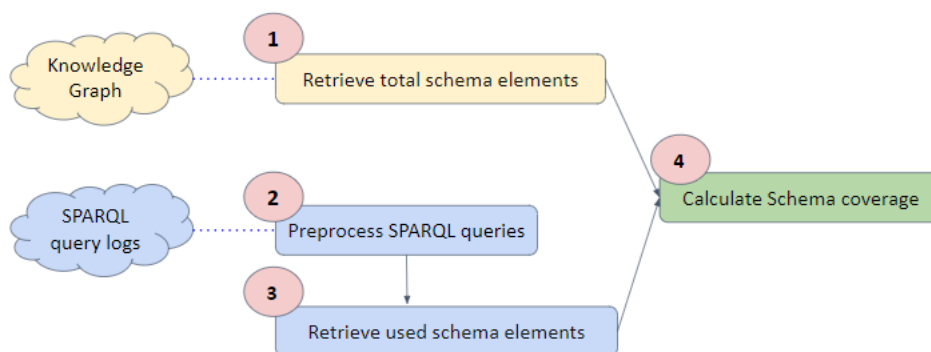 1
Knowledge
Graph
Retrieve total schema elements
4
Calculate Schema coverage
2
SPARQL
query logs
Preprocess SPARQL queries
3
Retrieve used schema elements